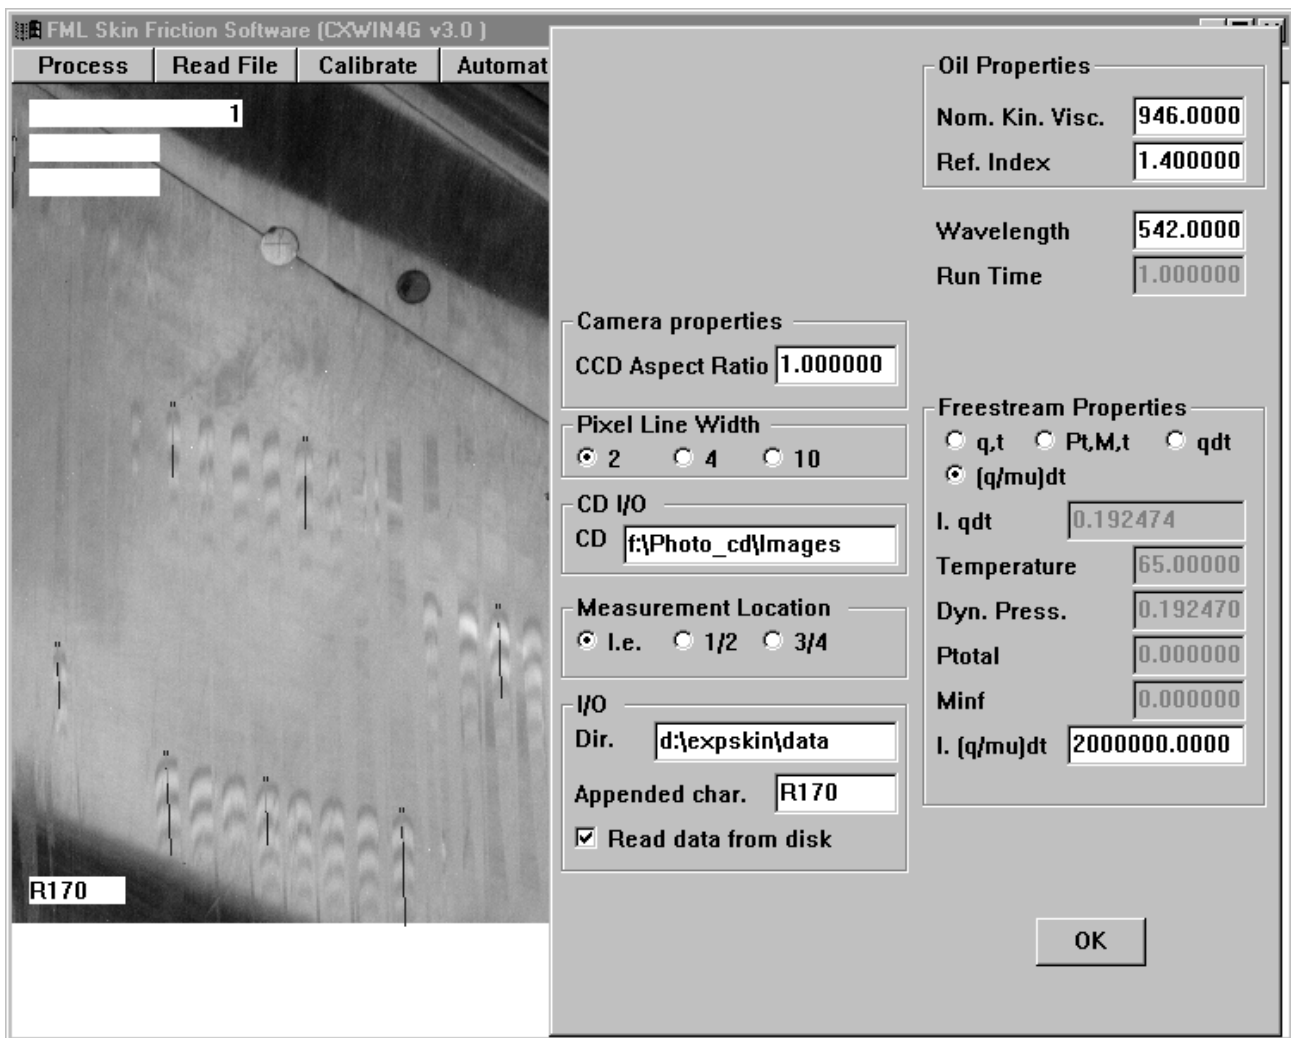 FML Skin Friction Software (CXWIN4G v3.0 )
Process Read File Calibrate Automat
1
R170
Camera properties
CCD Aspect Ratio 1.000000
Pixel Line Width
2 4 10
CD I/O
CD f:\Photo_cd\Images
Measurement Location
l.e. 1/2 3/4
I/O
Dir. d:\expskin\data
Appended char. R170
Read data from disk
Oil Properties
Nom. Kin. Visc. 946.0000
Ref. Index 1.400000
Wavelength 542.0000
Run Time 1.000000
Freestream Properties
q,t Pt,M,t qdt
(q/mu)dt
I. qdt 0.192474
Temperature 65.00000
Dyn. Press. 0.192470
Ptotal 0.000000
Minf 0.000000
I. (q/mu)dt 2000000.0000
OK